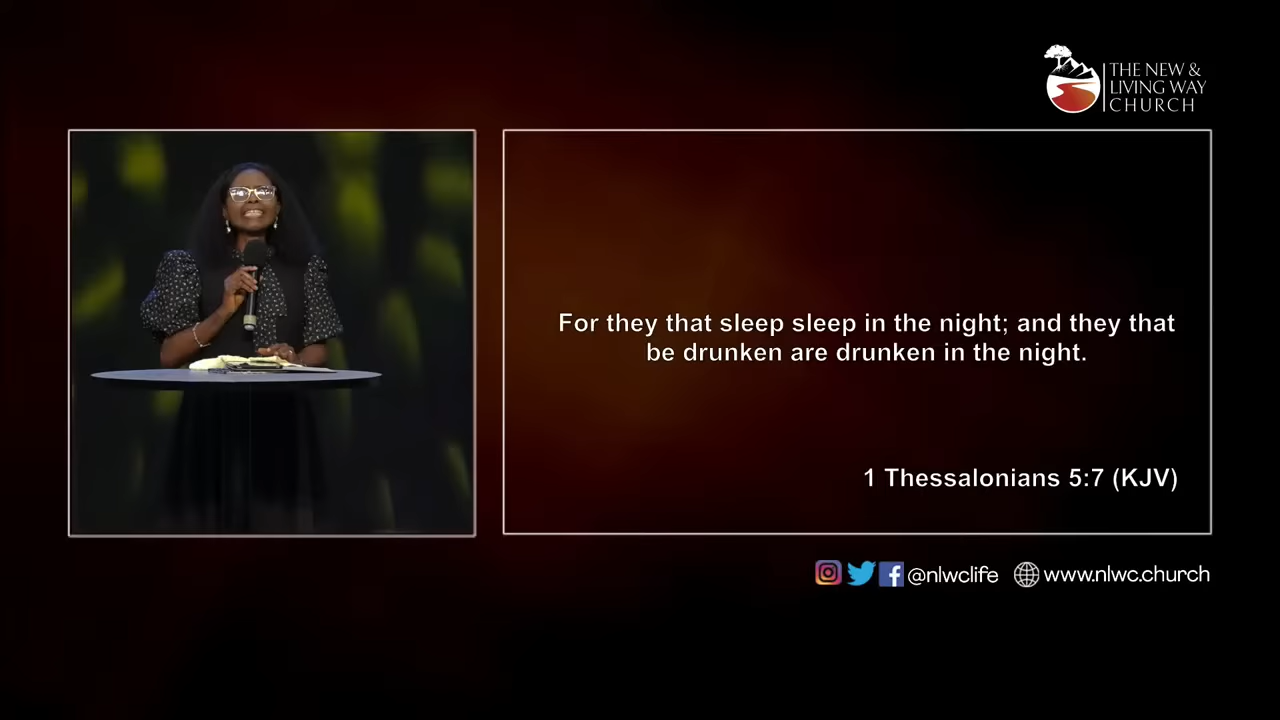 THE NEW &
LIVING WAY
CHURCH
For they that sleep sleep in the night; and they that
be drunken are drunken in the night.
1 Thessalonians 5:7 (KJV)
@nlwclife www.nlwc.church